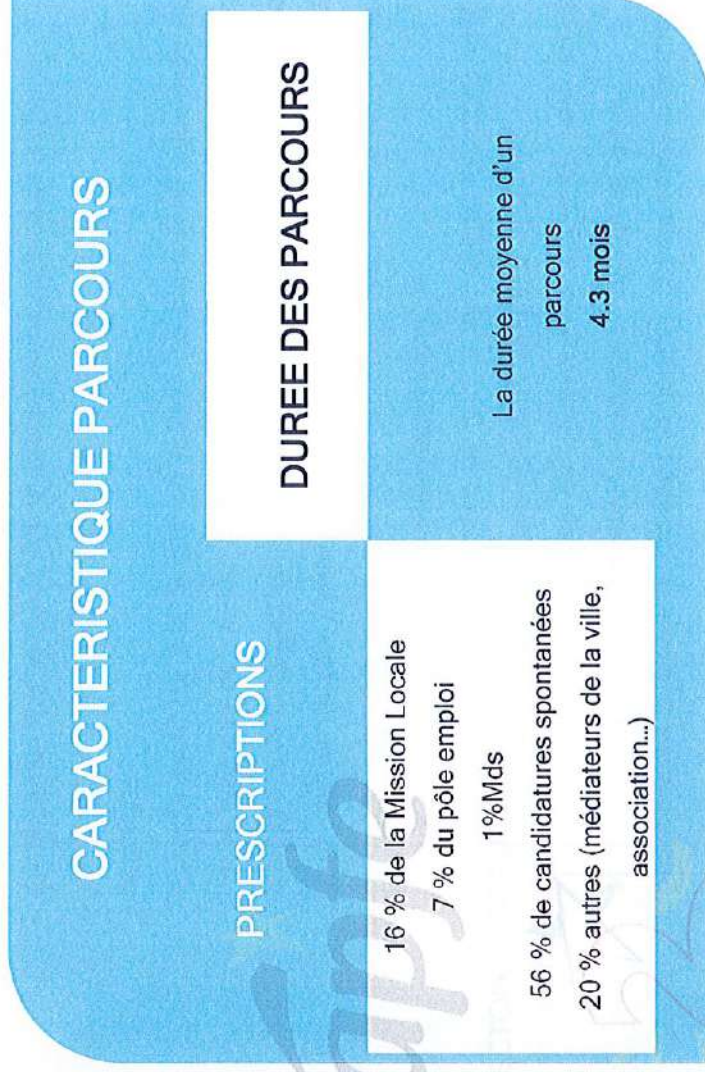 CARACTERISTIQUE PARCOURS
PRESCRIPTIONS
16 % de la Mission Locale
7 % du pôle emploi
1%Mds
56 % de candidatures spontanées
20 % autres (médiateurs de la ville,
association...)
DUREE DES PARCOURS
La durée moyenne d'un
parcours
4.3 mois